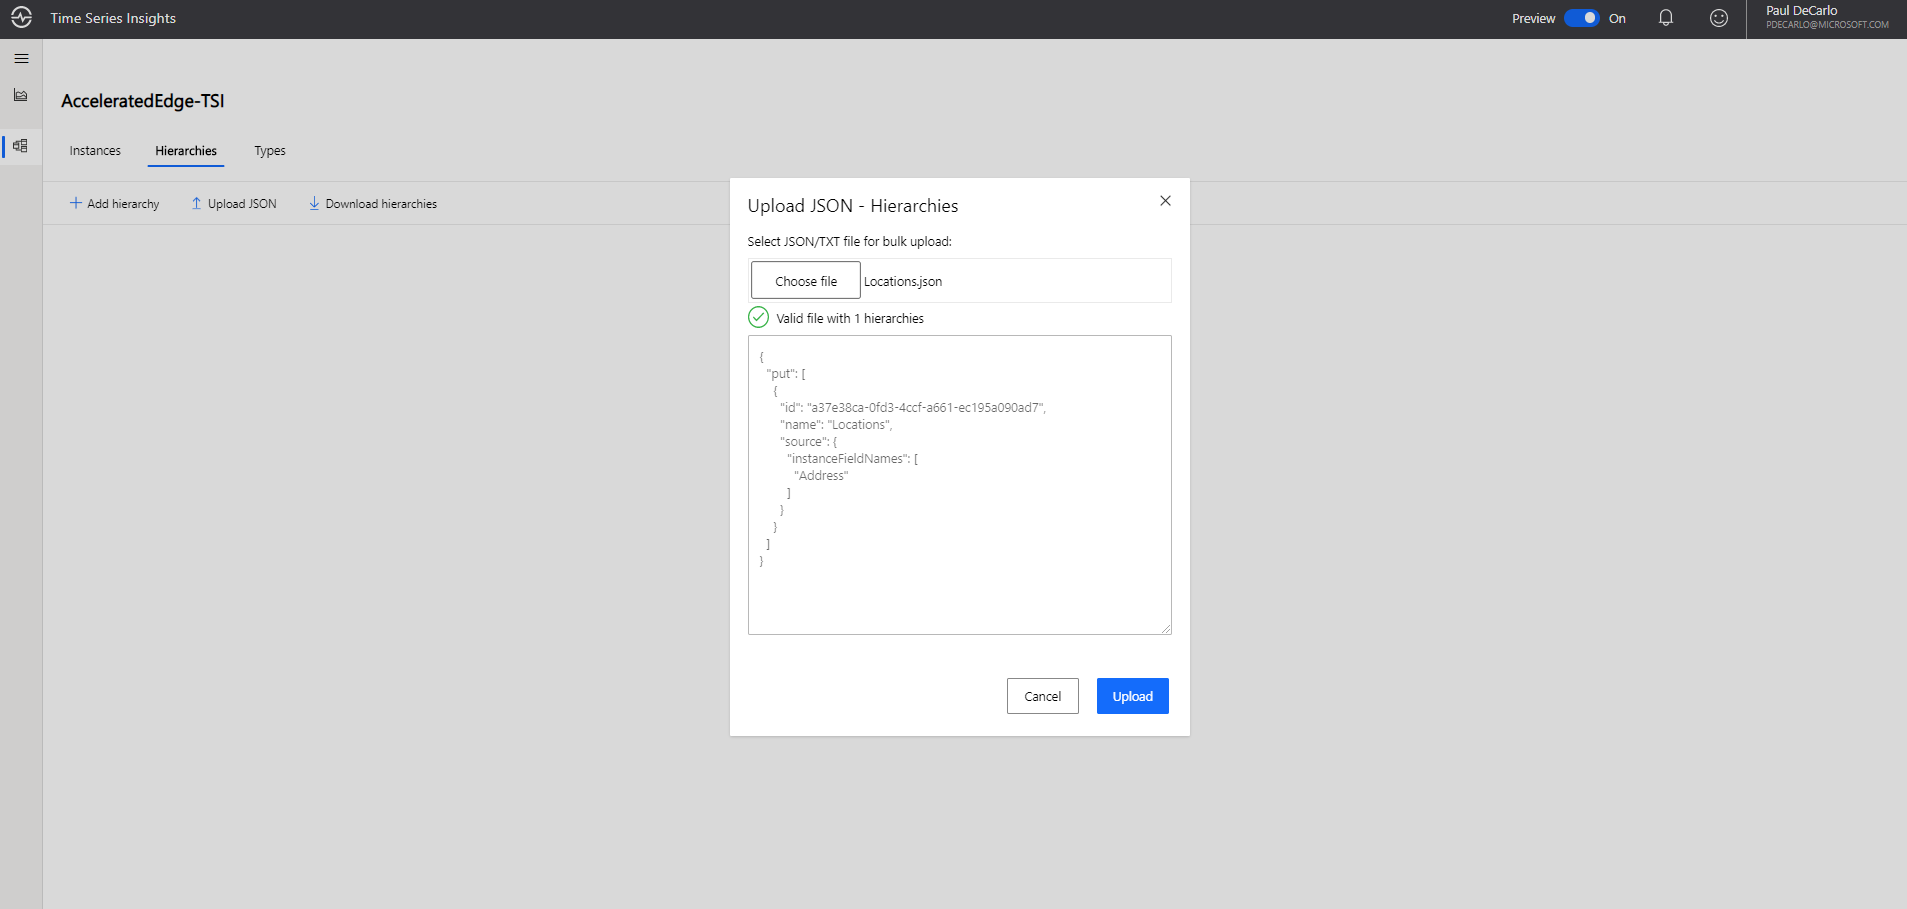 Time Series Insights
Preview On
Paul DeCarlo
PDECARLO@MICROSOFT.COM
AcceleratedEdge-TSI
Instances Hierarchies Types
Add hierarchy Upload JSON Download hierarchies
Upload JSON - Hierarchies
Select JSON/TXT file for bulk upload:
Choose file Locations.json
Valid file with 1 hierarchies
{
"put": [
{
"id": "a37e38ca-0fd3-4ccf-a661-ec195a090ad7",
"name": "Locations",
"source": {
"instanceFieldNames": [
"Address"
]
}
}
]
}
Cancel Upload